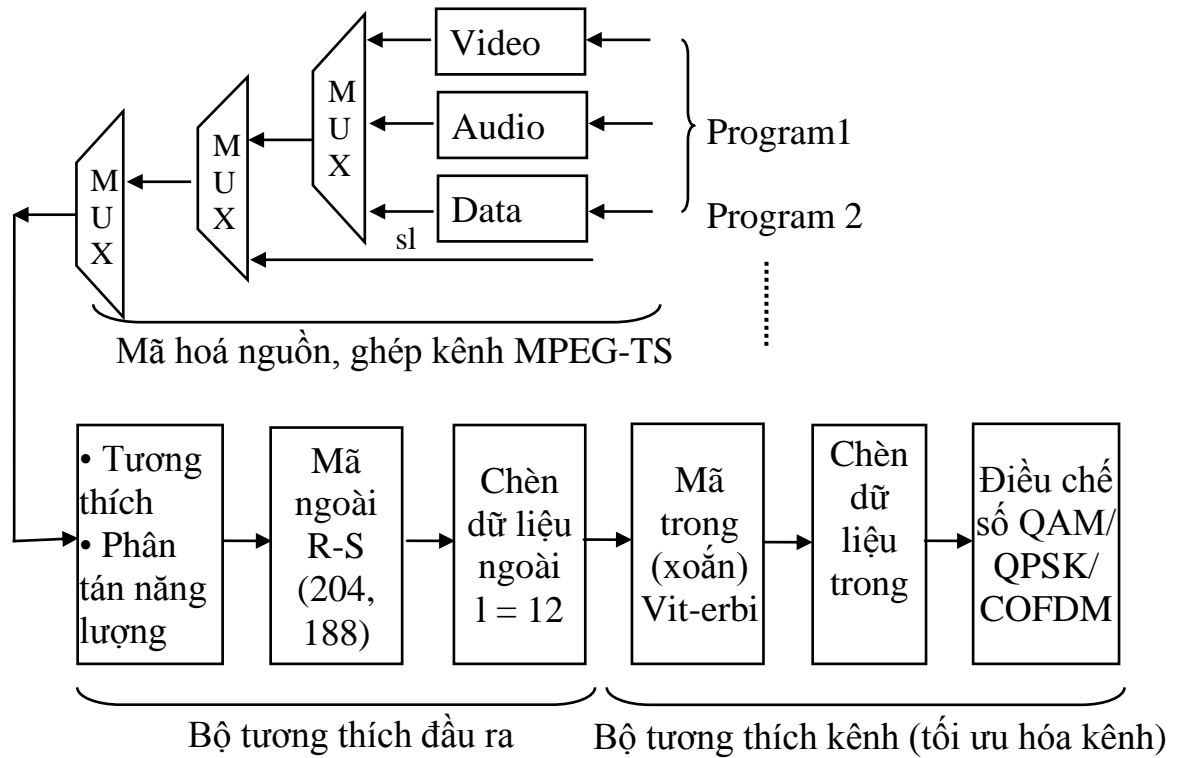 Video
Audio
Data
sl
M
U
X
M
U
X
M
U
X
Program1
Program 2
Mã hoá nguồn, ghép kênh MPEG-TS
• Tương
thích
• Phân
tán năng
lượng
Mã
ngoài
R-S
(204,
188)
Chèn
dữ liệu
ngoài
l = 12
Mã
trong
(xoắn)
Vit-erbi
Chèn
dữ
liệu
trong
Điều chế
số QAM/
QPSK/
COFDM
Bộ tương thích đầu ra
Bộ tương thích kênh (tối ưu hóa kênh)